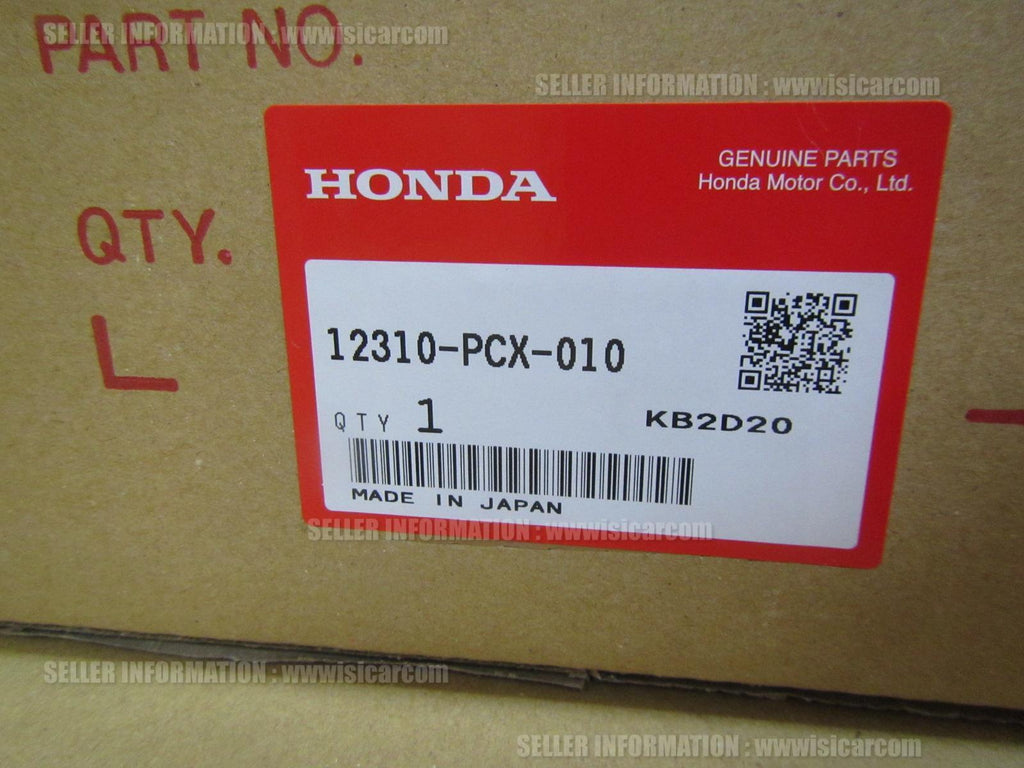 PART NO.
SELLER INFORMATION : wwwisicarcom
SELLER INFORMATION : wwwisicarcom
GENUINE PARTS
HONDA
Honda Motor Co., Ltd.
QTY.
L
12310-PCX-010
QTY 1
KB2D20
MADE IN JAPAN
SELLER INFORMATION : wwwisicarcom
SELLER INFORMATION : wwwisicarcom
SELLER INFORMATION : wwwisicarcom